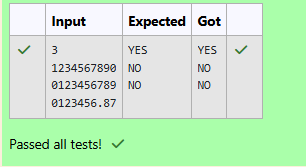 Input Expected Got
3 YES YES
1234567890 NO NO
0123456789 NO NO
0123456.87
Passed all tests!